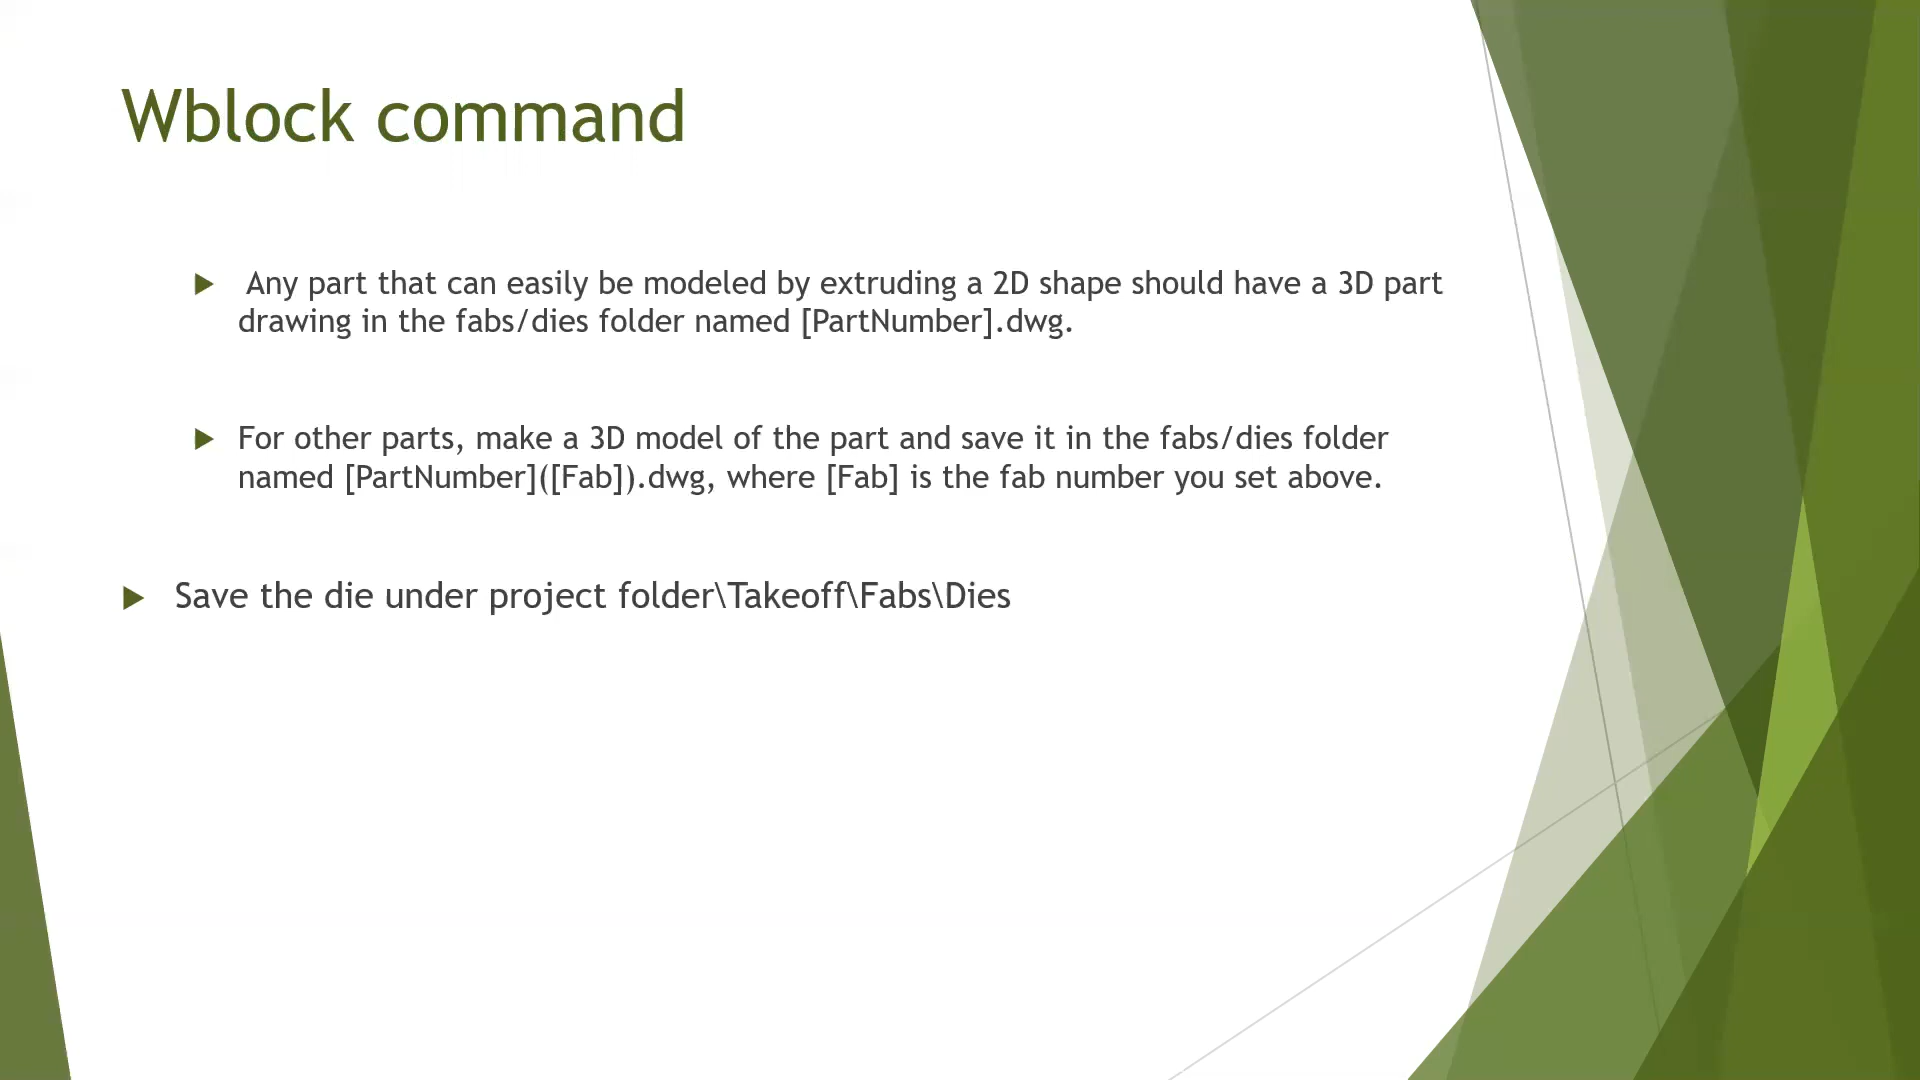 Wblock command
Any part that can easily be modeled by extruding a 2D shape should have a 3D part
drawing in the fabs/dies folder named [PartNumber].dwg.
For other parts, make a 3D model of the part and save it in the fabs/dies folder
named [PartNumber]([Fab]).dwg, where [Fab] is the fab number you set above.
Save the die under project folder\Takeoff\Fabs\Dies